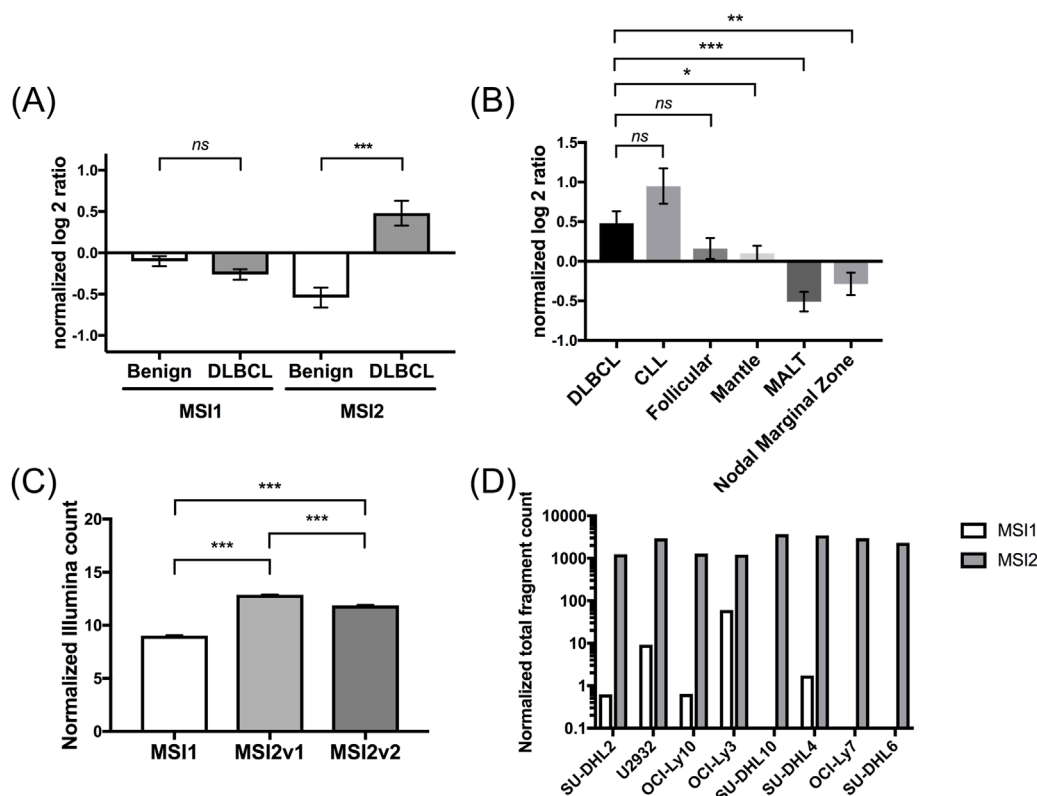 (A)
normalized log 2 ratio
1.0
0.5
0.0
-0.5
-1.0
ns
***
Benign DLBCL Benign DLBCL
MSI1 MSI2
(B)
normalized log 2 ratio
1.5
1.0
0.5
0.0
-0.5
-1.0
**
***
*
ns
ns
DLBCL
CLL
Follicular
Mantle
MALT
Nodal Marginal Zone
(C)
Normalized Illumina count
20
15
10
5
0
***
***
***
MSI1 MSI2v1 MSI2v2
(D)
Normalized total fragment count
10000
1000
100
10
1
0.1
SU-DHL2
U2932
OCI-Ly10
OCI-Ly3
SU-DHL10
SU-DHL4
OCI-Ly7
SU-DHL6
MSI1
MSI2